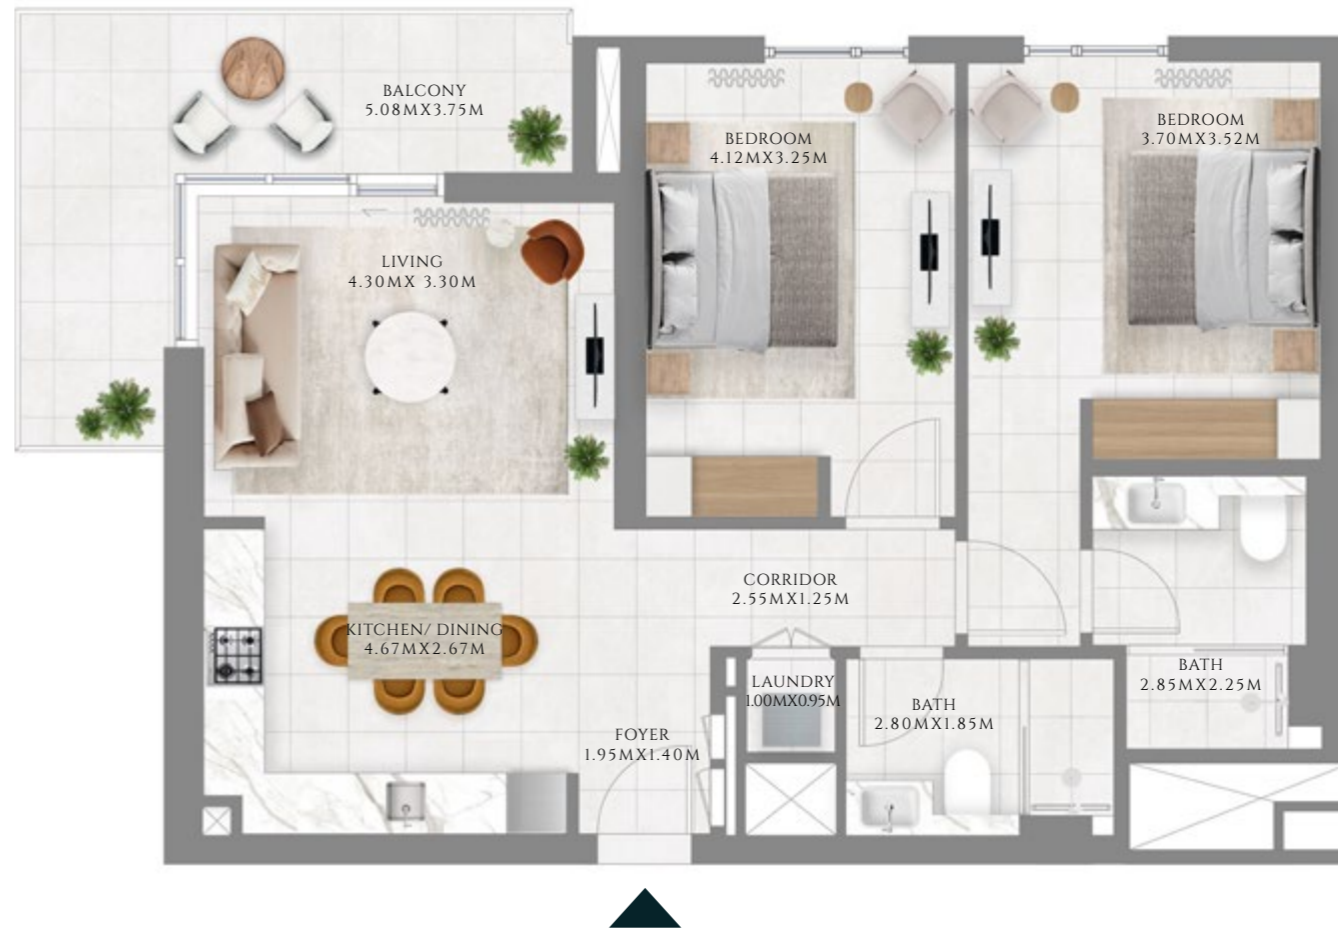 BALCONY
5.08MX3.75M
BEDROOM
4.12MX3.25M
BEDROOM
3.70MX3.52M
LIVING
4.30MX 3.30M
CORRIDOR
2.55MX1.25M
KITCHEN/ DINING
4.67MX2.67M
LAUNDRY
1.00MX0.95M
BATH
2.80MX1.85M
BATH
2.85MX2.25M
FOYER
1.95MX1.40M